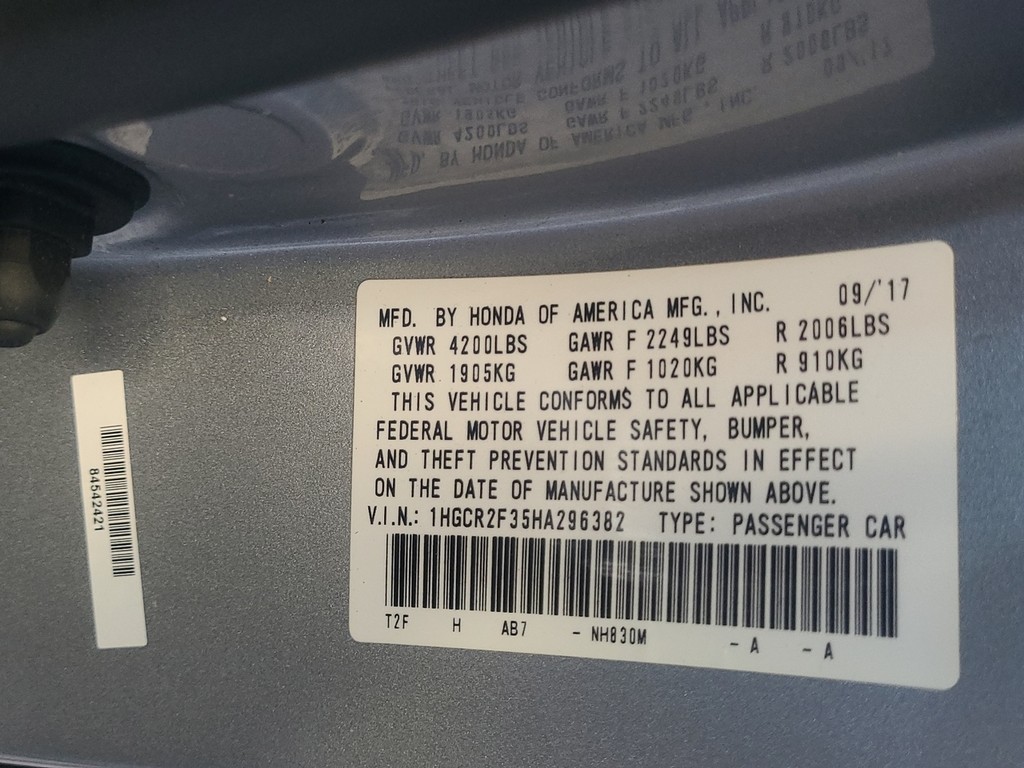 MFD. BY HONDA OF AMERICA MFG., INC. 09/'17
GVWR 4200LBS GAWR F 2249LBS R 2006LBS
GVWR 1905KG GAWR F 1020KG R 910KG
THIS VEHICLE CONFORMS TO ALL APPLICABLE
FEDERAL MOTOR VEHICLE SAFETY, BUMPER,
AND THEFT PREVENTION STANDARDS IN EFFECT
ON THE DATE OF MANUFACTURE SHOWN ABOVE.
V.I.N.: 1HGCR2F35HA296382 TYPE: PASSENGER CAR
T2F H AB7 - NH830M - A - A
84542421